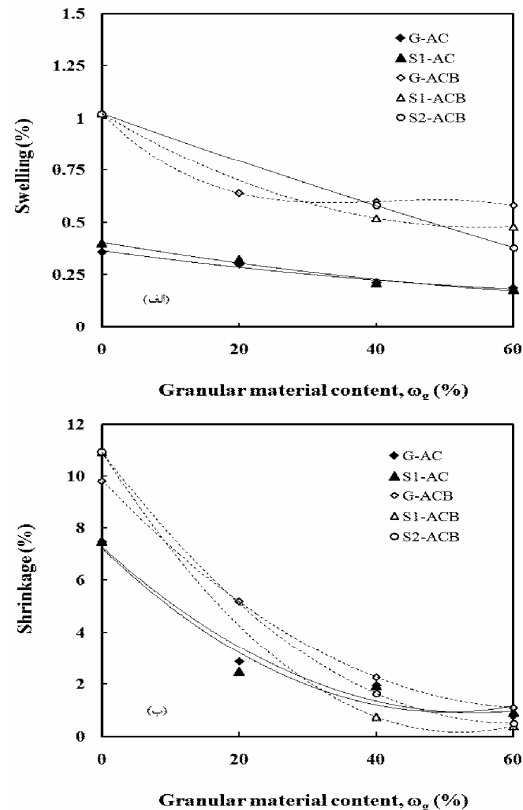 1.5
1.25
1
0.75
0.5
0.25
0
Swelling (%)
G-AC
S1-AC
G-ACB
S1-ACB
S2-ACB
(الف)
0 20 40 60
Granular material content, ωg (%)
12
10
8
6
4
2
0
Shrinkage (%)
G-AC
S1-AC
G-ACB
S1-ACB
S2-ACB
(ب)
0 20 40 60
Granular material content, ωg (%)